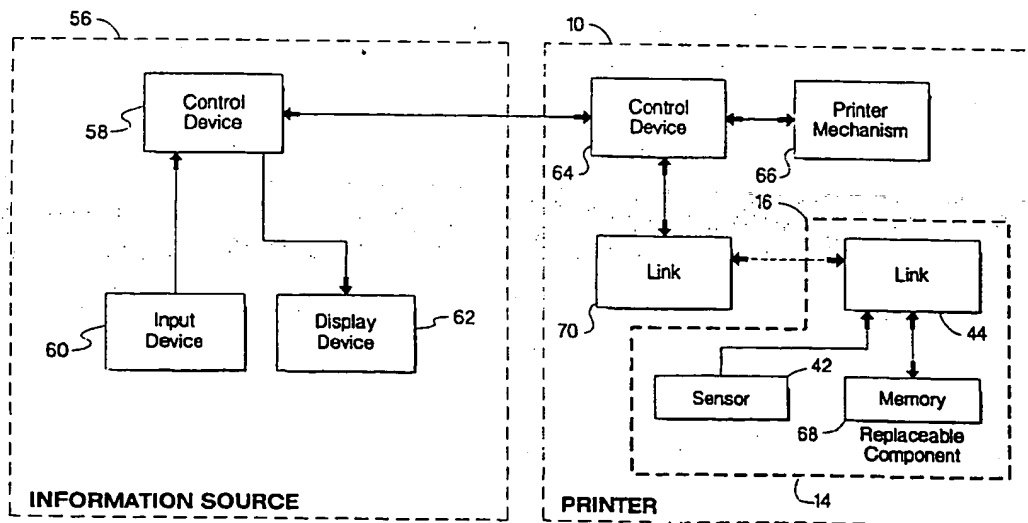 56
10
Control
Device
58
Control
Device
64
Printer
Mechanism
66
16
Link
70
Link
44
Input
Device
60
Display
Device
62
Sensor
42
Memory
68
Replaceable
Component
INFORMATION SOURCE
PRINTER
14